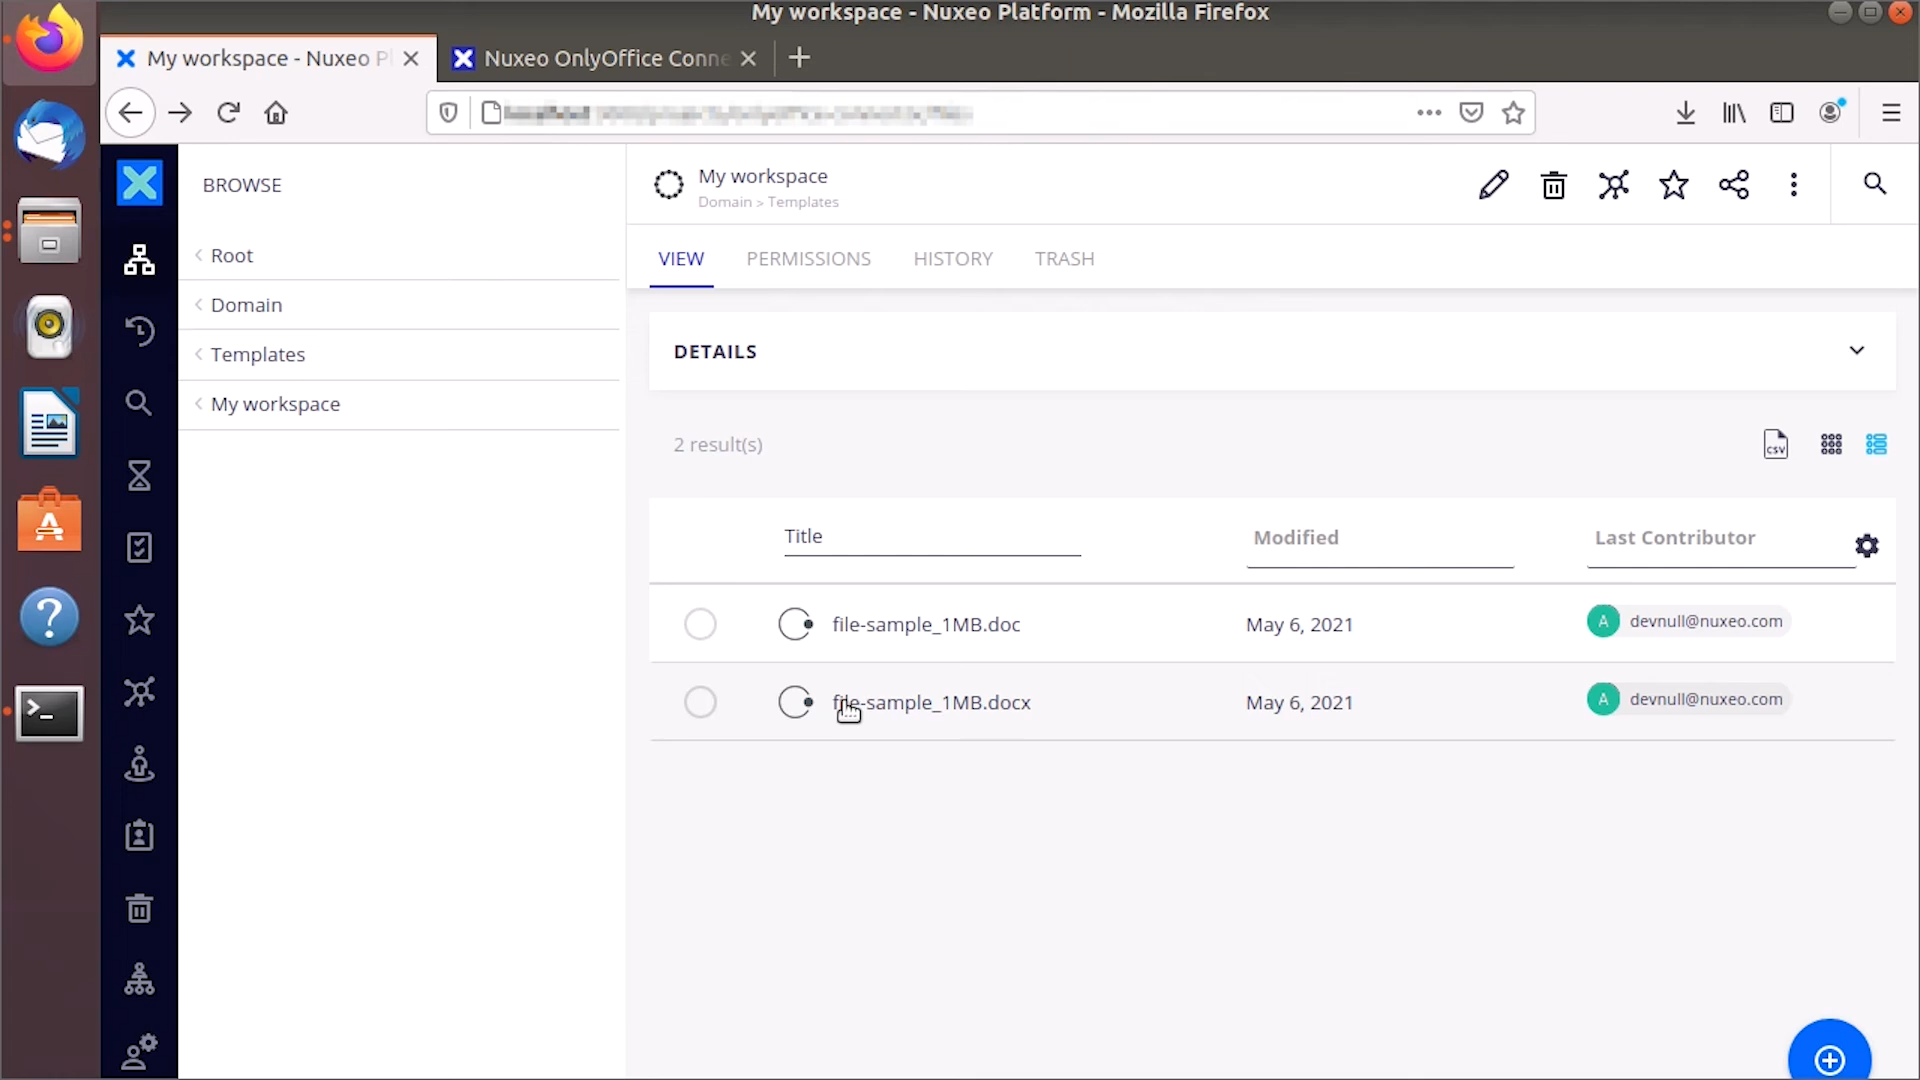 My workspace - Nuxeo Platform - Mozilla Firefox
My workspace - Nuxeo P
Nuxeo OnlyOffice Conne
BROWSE
Root
Domain
Templates
My workspace
My workspace
Domain > Templates
VIEW
PERMISSIONS
HISTORY
TRASH
DETAILS
2 result(s)
CSV
Title
Modified
Last Contributor
file-sample_1MB.doc
May 6, 2021
A
devnull@nuxeo.com
file-sample_1MB.docx
May 6, 2021
A
devnull@nuxeo.com